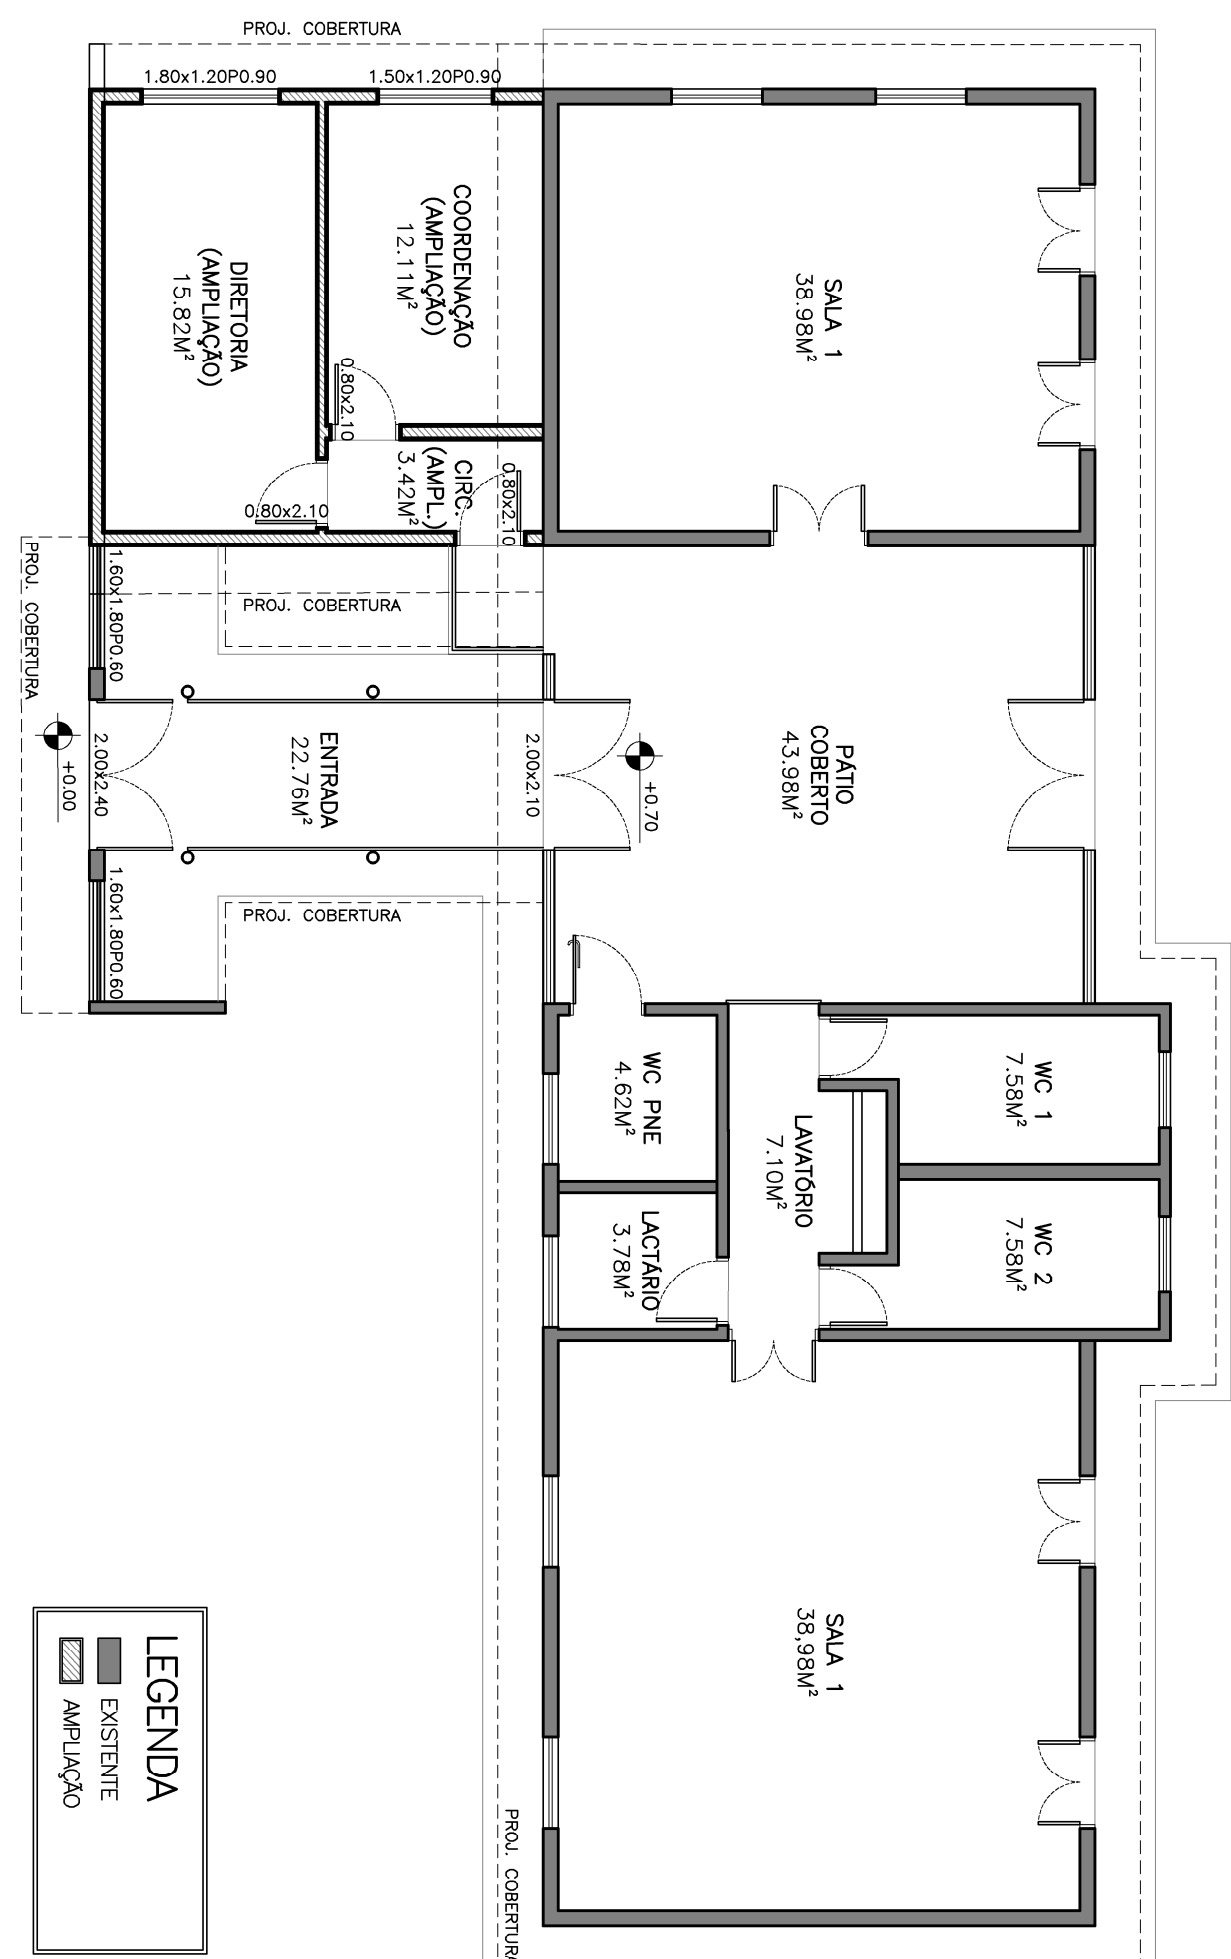 PROJ. COBERTURA
1.80x1.20P0.90
1.50x1.20P0.90
COORDENAÇÃO
(AMPLIAÇÃO)
12.11M²
DIRETORIA
(AMPLIAÇÃO)
15.82M²
SALA 1
38.98M²
0.80x2.10
CIRC.
(AMPL.)
3.42M²
0.80x2.10
0.80x2.10
PROJ. COBERTURA
1.60x1.80P0.60
PROJ. COBERTURA
ENTRADA
22.76M²
2.00x2.40
2.00x2.10
+0.00
+0.70
PÁTIO
COBERTO
43.98M²
1.60x1.80P0.60
PROJ. COBERTURA
WC PNE
4.62M²
LAVATÓRIO
7.10M²
WC 1
7.58M²
LACTÁRIO
3.78M²
WC 2
7.58M²
SALA 1
38,98M²
PROJ. COBERTURA
LEGENDA
EXISTENTE
AMPLIAÇÃO